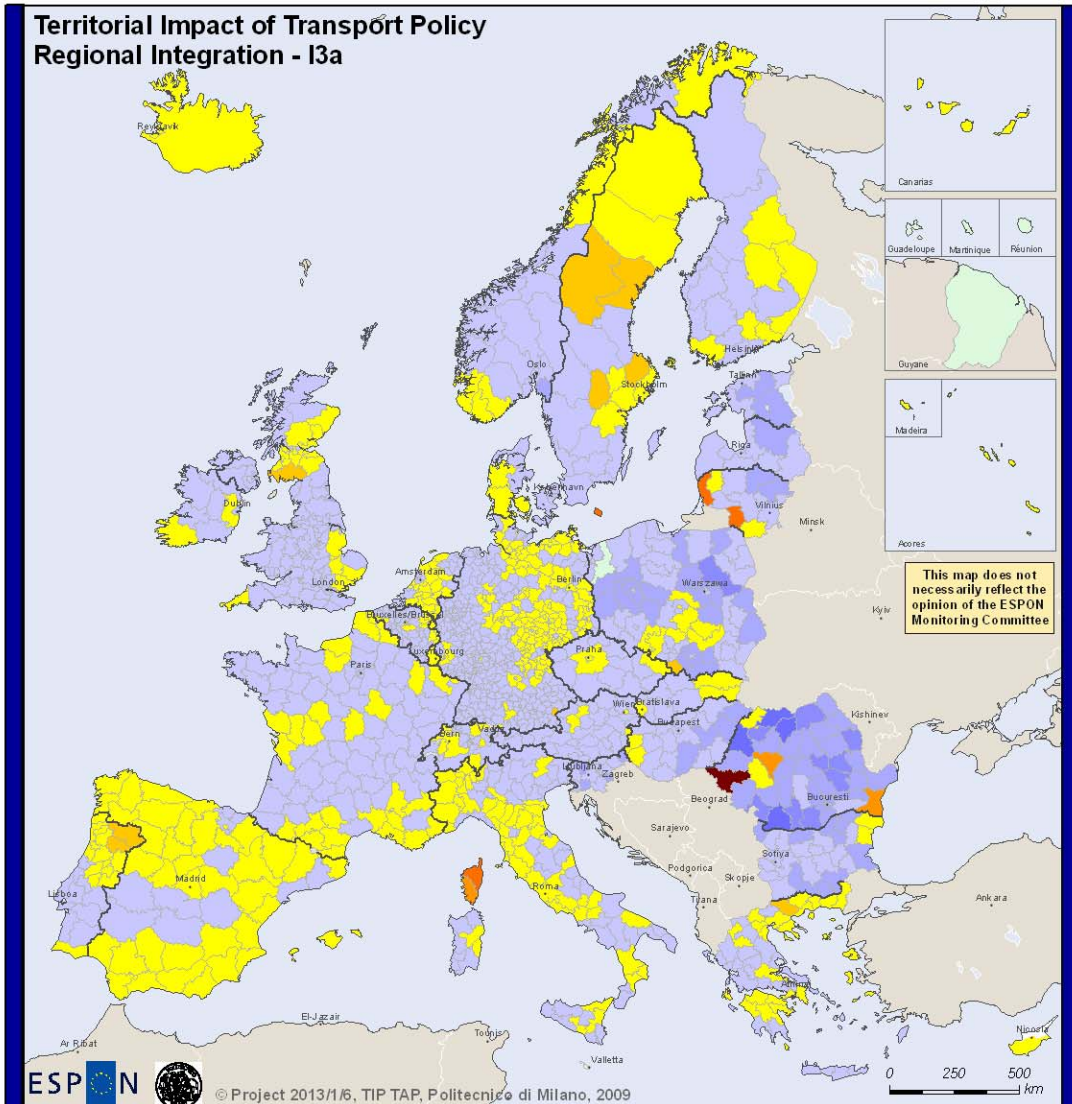 Territorial Impact of Transport Policy
Regional Integration - I3a
Reykjavik
Canarias
Guadeloupe
Martinique
Réunion
Guyane
Madeira
Acores
Oslo
Helsinki
Tallinn
Stockholm
Riga
København
Vilnius
Minsk
Dublin
London
Amsterdam
Berlin
Warszawa
Bruxelles/Brussel
Luxembourg
Praha
Kyiv
This map does not
necessarily reflect the
opinion of the ESPON
Monitoring Committee
Paris
Wien
Bratislava
Budapest
Kishinev
Bern
Vaduz
Ljubljana
Zagreb
Beograd
Bucuresti
Sarajevo
Sofiya
Podgorica
Skopje
Tirana
Roma
Madrid
Lisboa
Ankara
Athinai
Nicosia
El-Jazair
Tounis
Ar Ribat
Valletta
ESPON
© Project 2013/1/6, TIP TAP, Politecnico di Milano, 2009
0 250 500
km